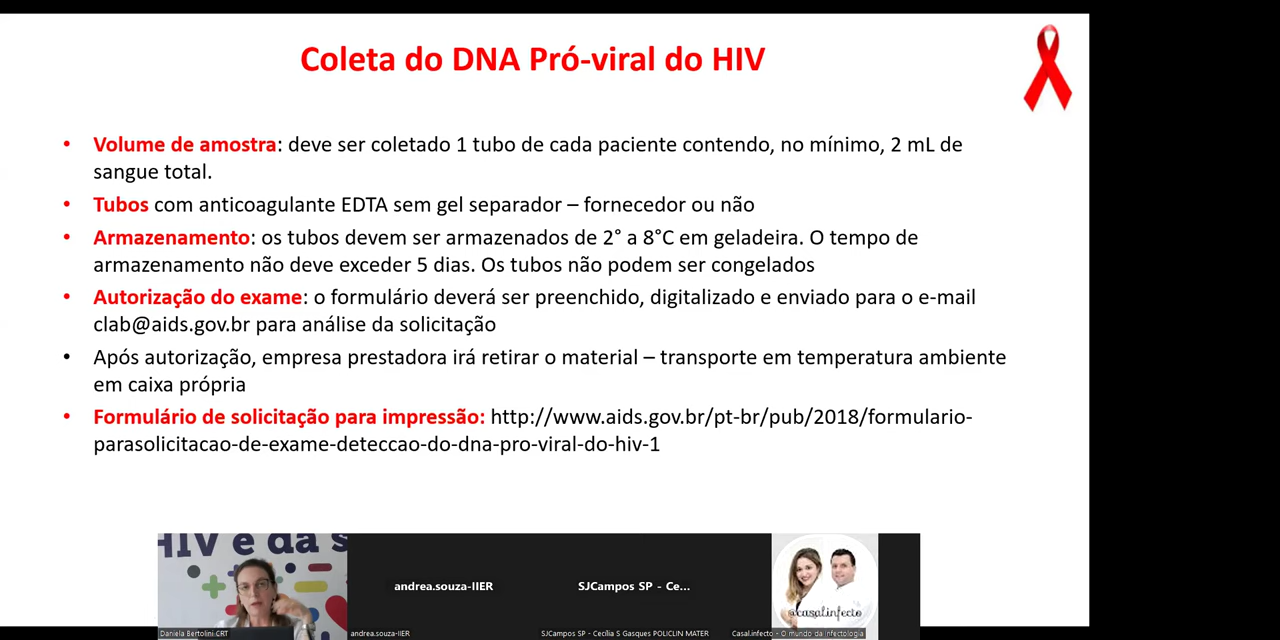 Coleta do DNA Pró-viral do HIV
• Volume de amostra: deve ser coletado 1 tubo de cada paciente contendo, no mínimo, 2 mL de
sangue total.
• Tubos com anticoagulante EDTA sem gel separador – fornecedor ou não
• Armazenamento: os tubos devem ser armazenados de 2° a 8°C em geladeira. O tempo de
armazenamento não deve exceder 5 dias. Os tubos não podem ser congelados
• Autorização do exame: o formulário deverá ser preenchido, digitalizado e enviado para o e-mail
clab@aids.gov.br para análise da solicitação
• Após autorização, empresa prestadora irá retirar o material – transporte em temperatura ambiente
em caixa própria
• Formulário de solicitação para impressão: http://www.aids.gov.br/pt-br/pub/2018/formulario-
parasolicitacao-de-exame-deteccao-do-dna-pro-viral-do-hiv-1
HIV e da s
andrea.souza-IIER
SJCampos SP - Ce...
@casal.infecto
Daniela Bertolini.CRT
andrea.souza-IIER
SJCampos SP - Cecília S Gasques POLICLIN MATER
Casal.infecto - O mundo da infectologia